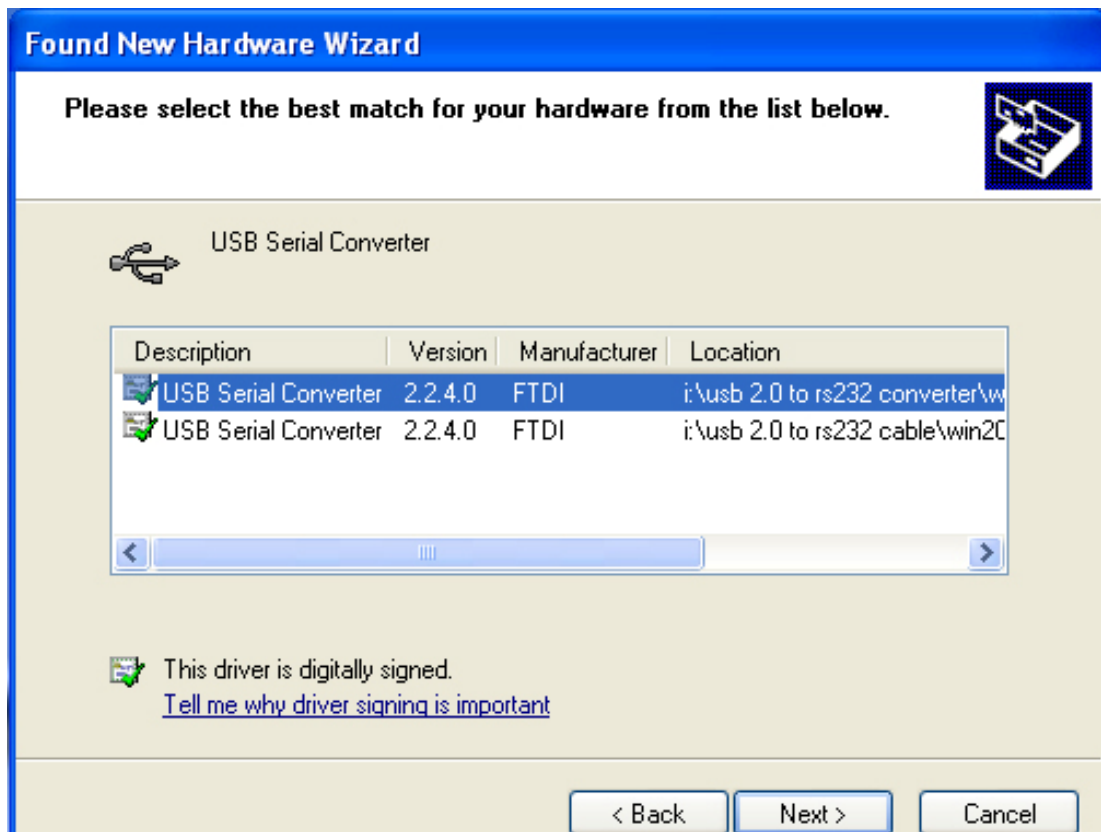 Found New Hardware Wizard
Please select the best match for your hardware from the list below.
USB Serial Converter
Description Version Manufacturer Location
USB Serial Converter 2.2.4.0 FTDI i:\usb 2.0 to rs232 converter\w
USB Serial Converter 2.2.4.0 FTDI i:\usb 2.0 to rs232 cable\win20
This driver is digitally signed.
Tell me why driver signing is important
< Back Next > Cancel